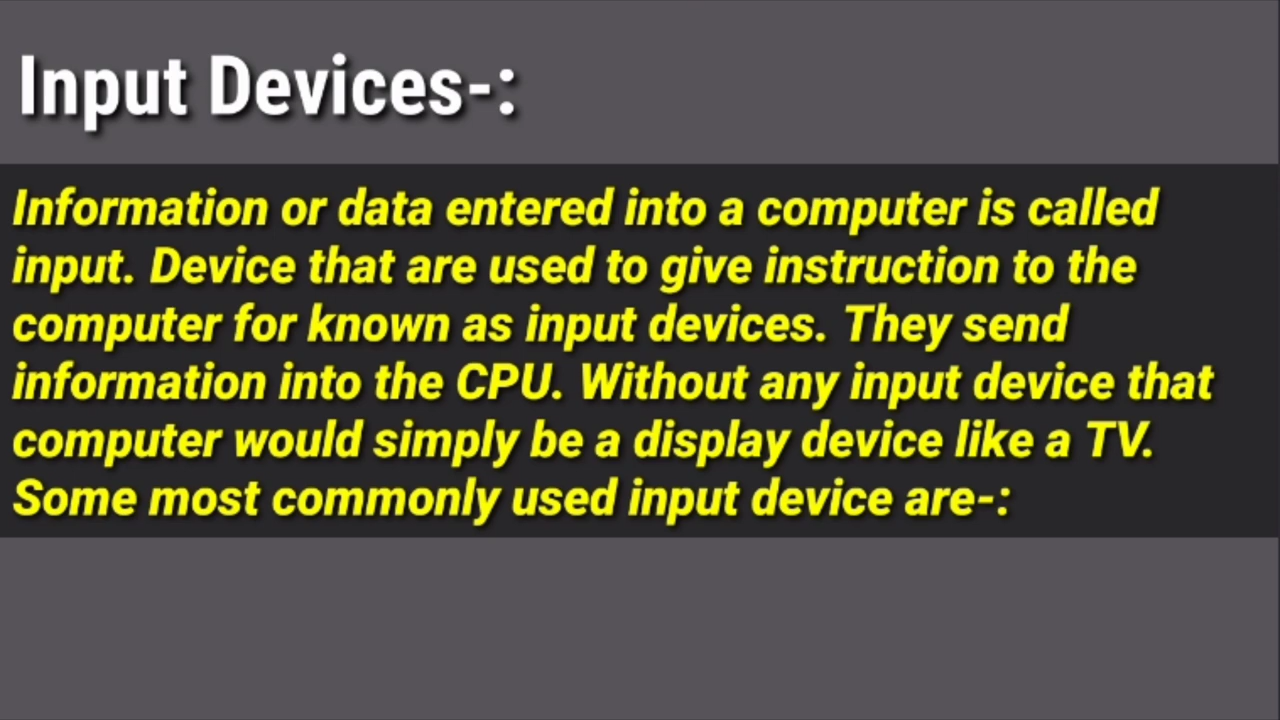 Input Devices-:
Information or data entered into a computer is called
input. Device that are used to give instruction to the
computer for known as input devices. They send
information into the CPU. Without any input device that
computer would simply be a display device like a TV.
Some most commonly used input device are-: